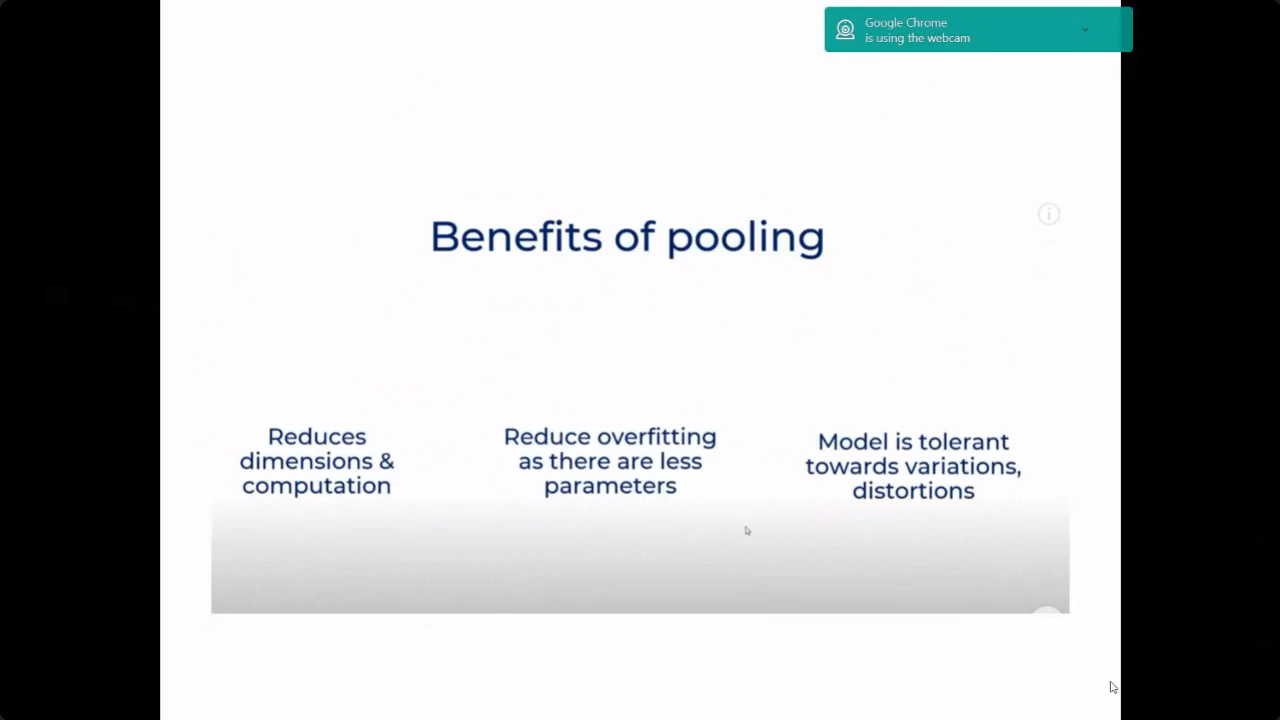 Google Chrome
is using the webcam
Benefits of pooling
Reduces
dimensions &
computation
Reduce overfitting
as there are less
parameters
Model is tolerant
towards variations,
distortions